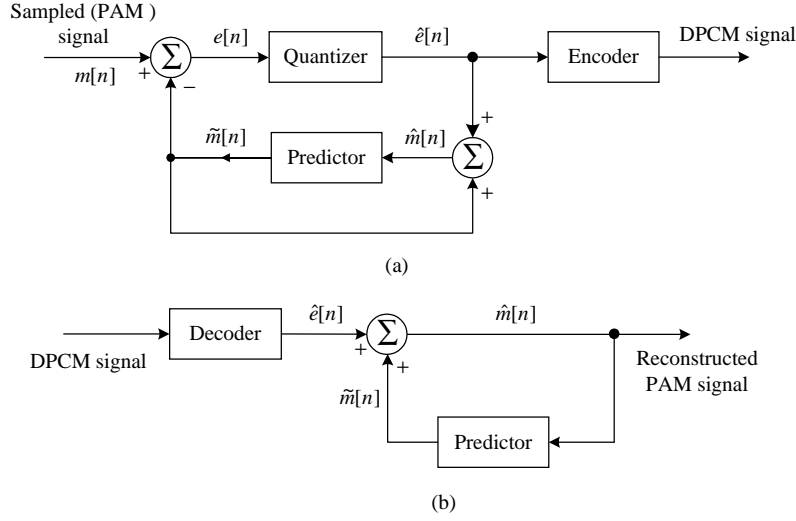 Sampled (PAM )
signal
m[n]
+
Σ
−
e[n]
Quantizer
ê[n]
Encoder
DPCM signal
+
m̃[n]
Predictor
m̂[n]
Σ
+
(a)
DPCM signal
Decoder
ê[n]
+
Σ
+
m̂[n]
Reconstructed
PAM signal
m̃[n]
Predictor
(b)